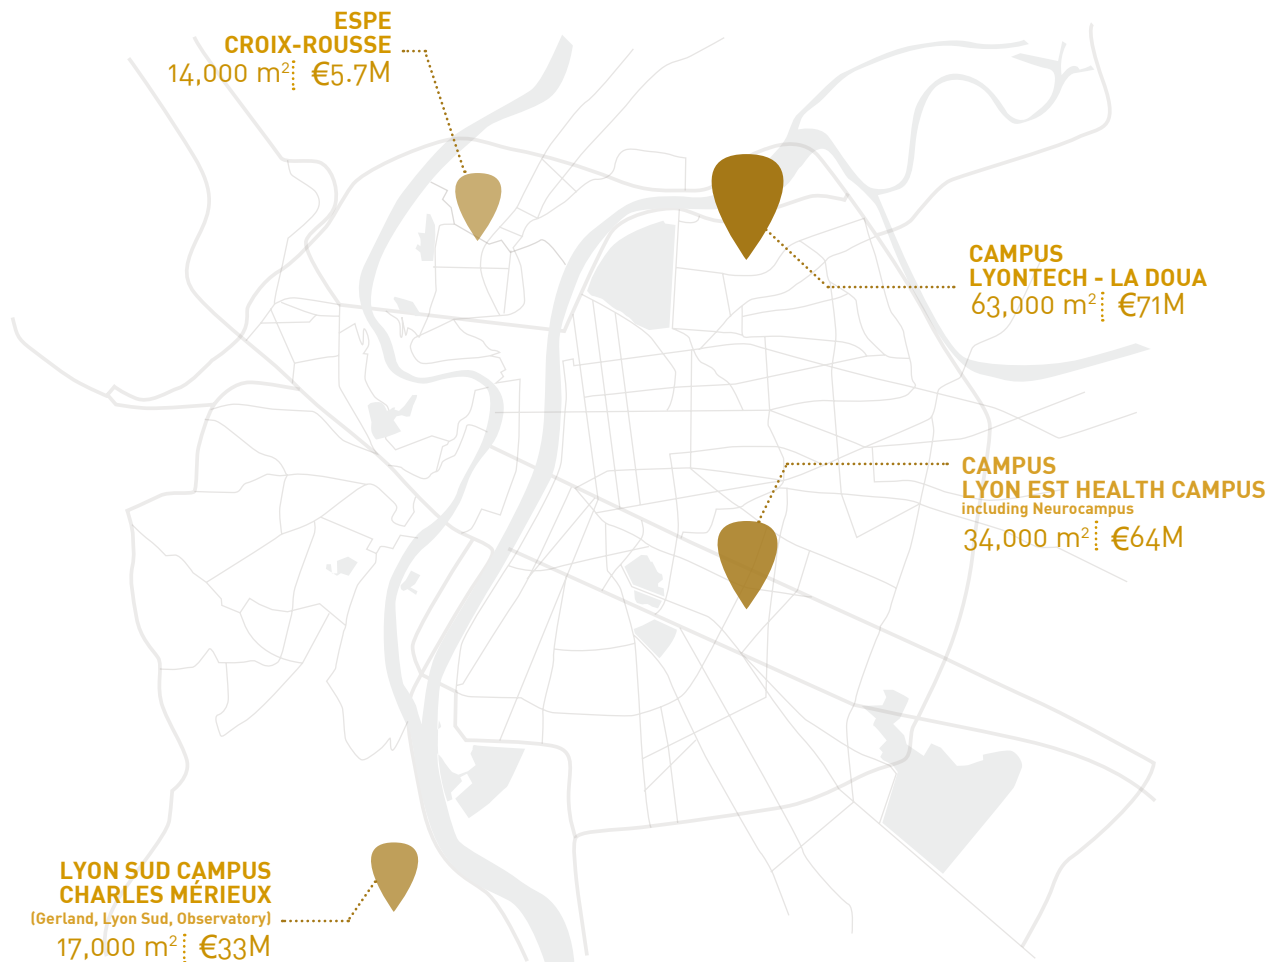 ESPE
CROIX-ROUSSE
14,000 m² €5.7M
CAMPUS
LYONTECH - LA DOUA
63,000 m² €71M
CAMPUS
LYON EST HEALTH CAMPUS
including Neurocampus
34,000 m² €64M
LYON SUD CAMPUS
CHARLES MÉRIEUX
(Gerland, Lyon Sud, Observatory)
17,000 m² €33M